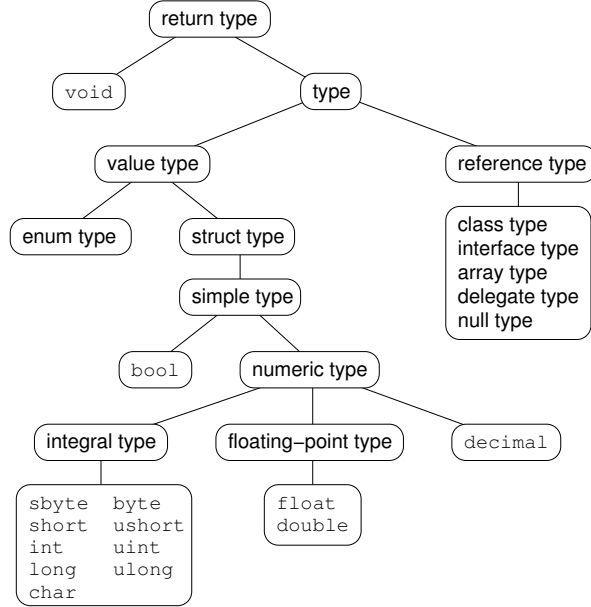 return type
void
type
value type
reference type
enum type
struct type
class type
interface type
array type
delegate type
null type
simple type
bool
numeric type
integral type
floating−point type
decimal
sbyte byte
short ushort
int uint
long ulong
char
float
double